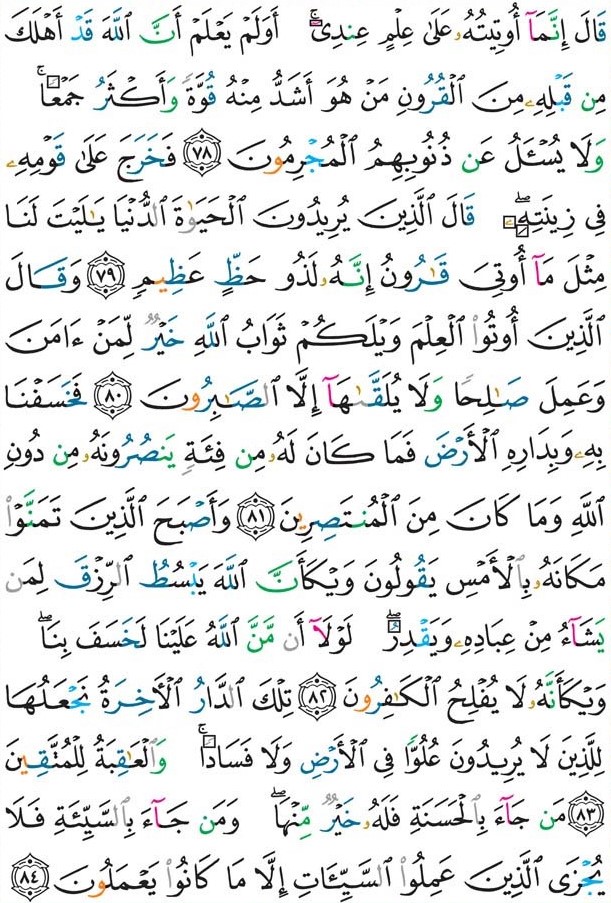 قَالَ إِنَّمَآ أُوتِيتُهُۥ عَلَىٰ عِلْمٍ عِندِىٓ ۚ أَوَلَمْ يَعْلَمْ أَنَّ ٱللَّهَ قَدْ أَهْلَكَ
مِن قَبْلِهِۦ مِنَ ٱلْقُرُونِ مَنْ هُوَ أَشَدُّ مِنْهُ قُوَّةً وَأَكْثَرُ جَمْعًا ۚ
وَلَا يُسْـَٔلُ عَن ذُنُوبِهِمُ ٱلْمُجْرِمُونَ ٧٨ فَخَرَجَ عَلَىٰ قَوْمِهِۦ
فِى زِينَتِهِۦ ۖ قَالَ ٱلَّذِينَ يُرِيدُونَ ٱلْحَيَوٰةَ ٱلدُّنْيَا يَـٰلَيْتَ لَنَا
مِثْلَ مَآ أُوتِىَ قَـٰرُونُ إِنَّهُۥ لَذُو حَظٍّ عَظِيمٍ ٧٩ وَقَالَ
ٱلَّذِينَ أُوتُوا۟ ٱلْعِلْمَ وَيْلَكُمْ ثَوَابُ ٱللَّهِ خَيْرٌ لِّمَنْ ءَامَنَ
وَعَمِلَ صَـٰلِحًا وَلَا يُلَقَّىٰهَآ إِلَّا ٱلصَّـٰبِرُونَ ٨٠ فَخَسَفْنَا
بِهِۦ وَبِدَارِهِ ٱلْأَرْضَ فَمَا كَانَ لَهُۥ مِن فِئَةٍ يَنصُرُونَهُۥ مِن دُونِ
ٱللَّهِ وَمَا كَانَ مِنَ ٱلْمُنتَصِرِينَ ٨١ وَأَصْبَحَ ٱلَّذِينَ تَمَنَّوْا۟
مَكَانَهُۥ بِٱلْأَمْسِ يَقُولُونَ وَيْكَأَنَّ ٱللَّهَ يَبْسُطُ ٱلرِّزْقَ لِمَن
يَشَآءُ مِنْ عِبَادِهِۦ وَيَقْدِرُ ۖ لَوْلَآ أَن مَّنَّ ٱللَّهُ عَلَيْنَا لَخَسَفَ بِنَا ۖ
وَيْكَأَنَّهُۥ لَا يُفْلِحُ ٱلْكَـٰفِرُونَ ٨٢ تِلْكَ ٱلدَّارُ ٱلْأَخِرَةُ نَجْعَلُهَا
لِلَّذِينَ لَا يُرِيدُونَ عُلُوًّا فِى ٱلْأَرْضِ وَلَا فَسَادًا ۚ وَٱلْعَـٰقِبَةُ لِلْمُتَّقِينَ
٨٣ مَن جَآءَ بِٱلْحَسَنَةِ فَلَهُۥ خَيْرٌ مِّنْهَا ۖ وَمَن جَآءَ بِٱلسَّيِّئَةِ فَلَا
يُجْزَى ٱلَّذِينَ عَمِلُوا۟ ٱلسَّيِّـَٔاتِ إِلَّا مَا كَانُوا۟ يَعْمَلُونَ ٨٤